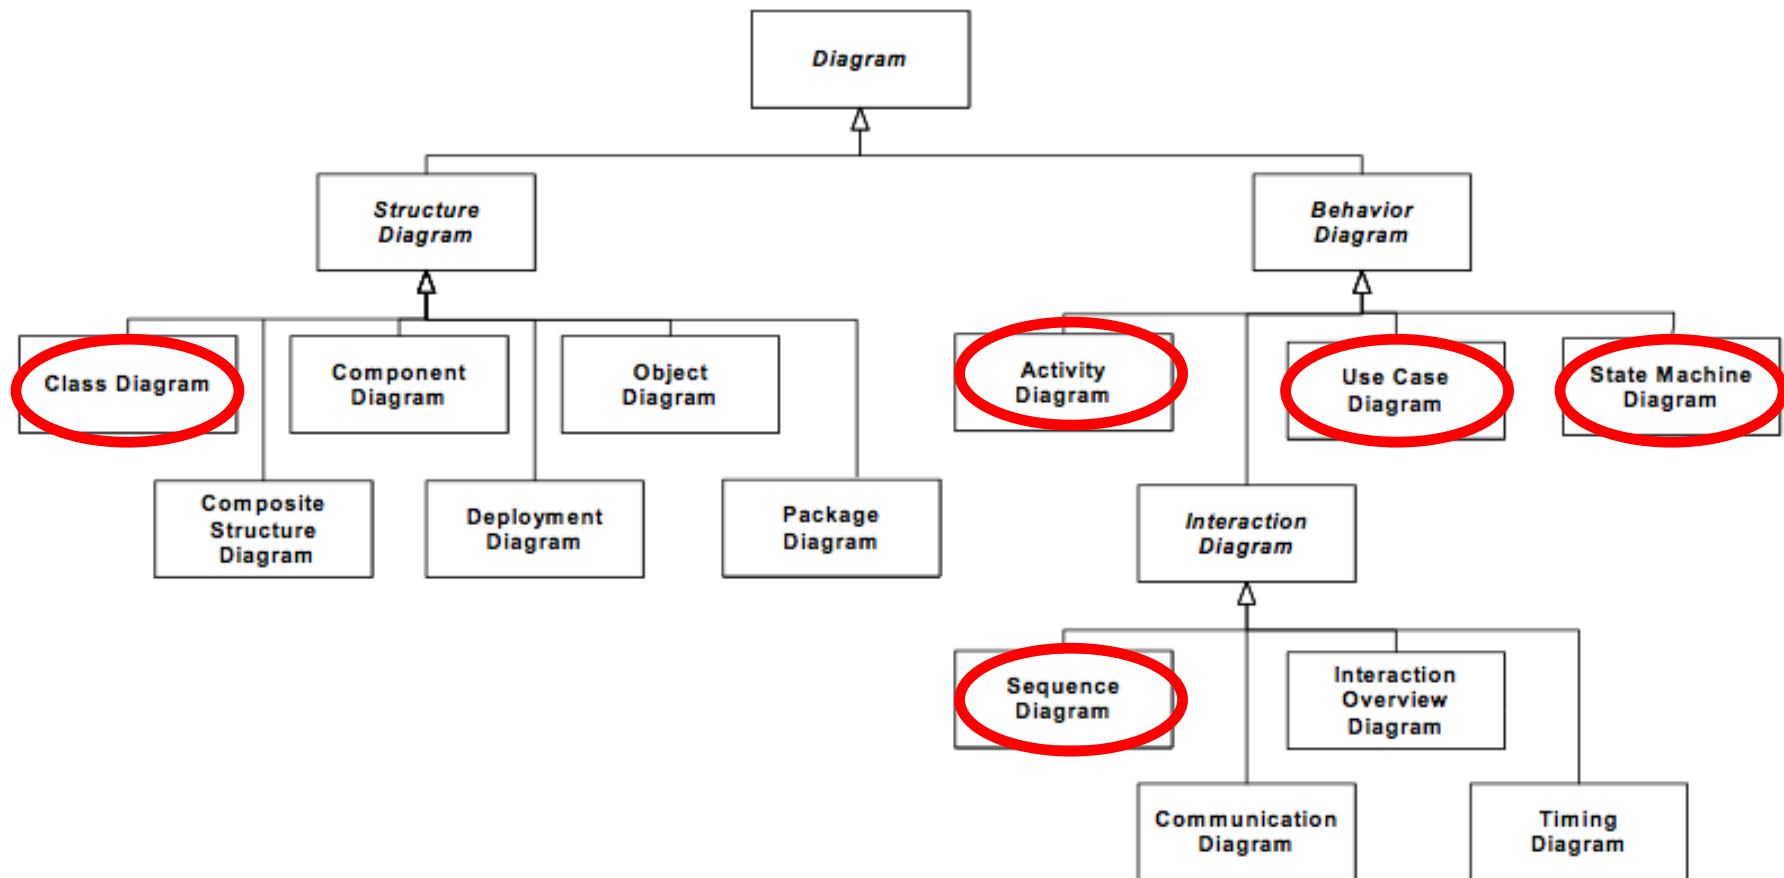 Diagram
Structure
Diagram
Behavior
Diagram
Class Diagram
Component
Diagram
Object
Diagram
Activity
Diagram
Use Case
Diagram
State Machine
Diagram
Composite
Structure
Diagram
Deployment
Diagram
Package
Diagram
Interaction
Diagram
Sequence
Diagram
Interaction
Overview
Diagram
Communication
Diagram
Timing
Diagram